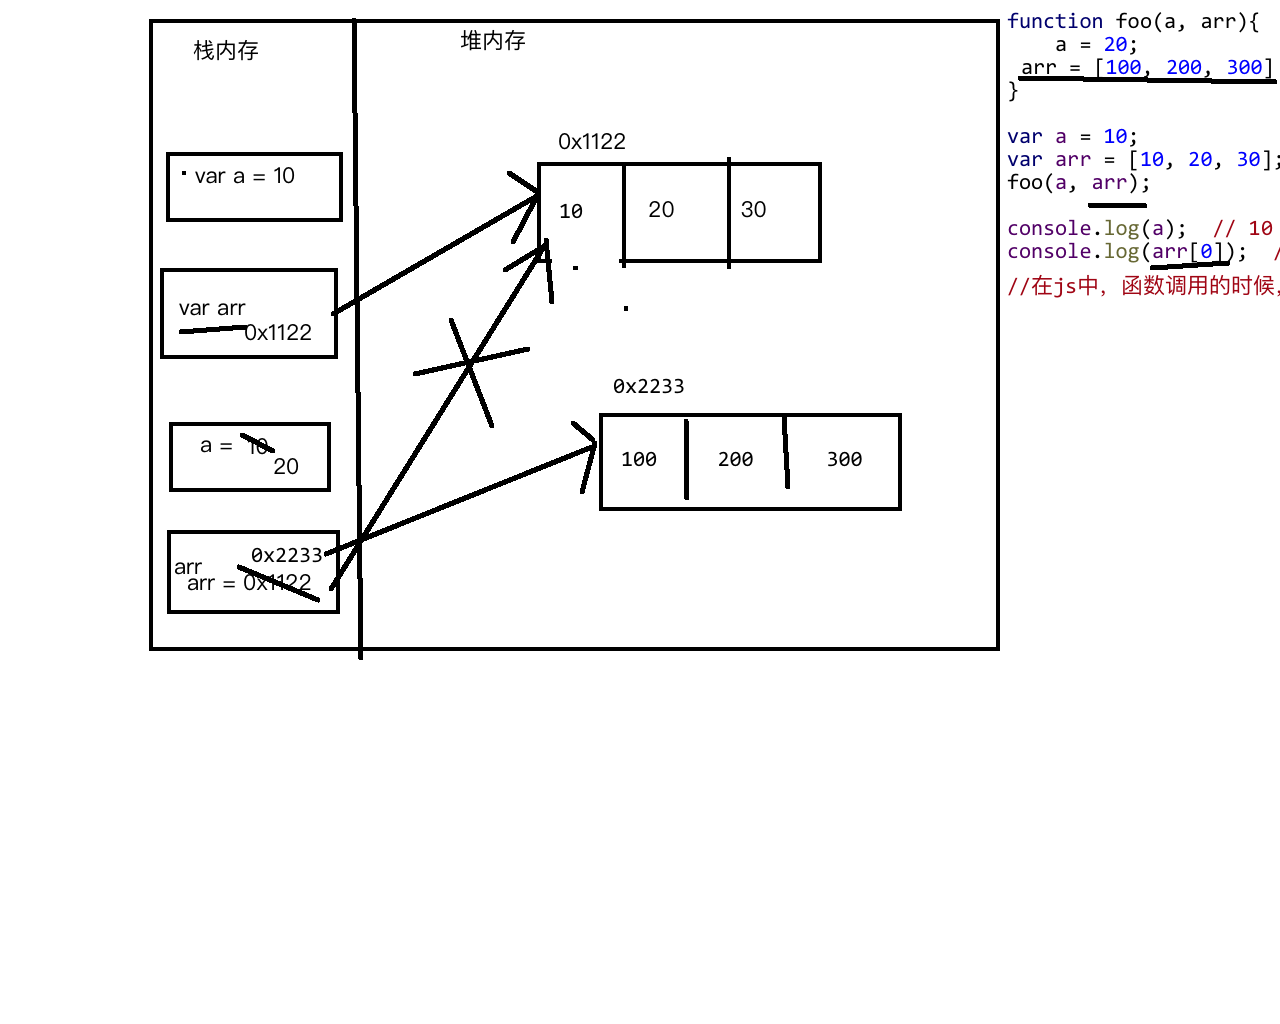 栈内存
堆内存
var a = 10
var arr
0x1122
a = 10
20
0x2233
arr
arr = 0x1122
0x1122
10 20 30
0x2233
100 200 300
function foo(a, arr){
a = 20;
arr = [100, 200, 300]
}
var a = 10;
var arr = [10, 20, 30];
foo(a, arr);
console.log(a); // 10
console.log(arr[0]); /
//在js中，函数调用的时候，